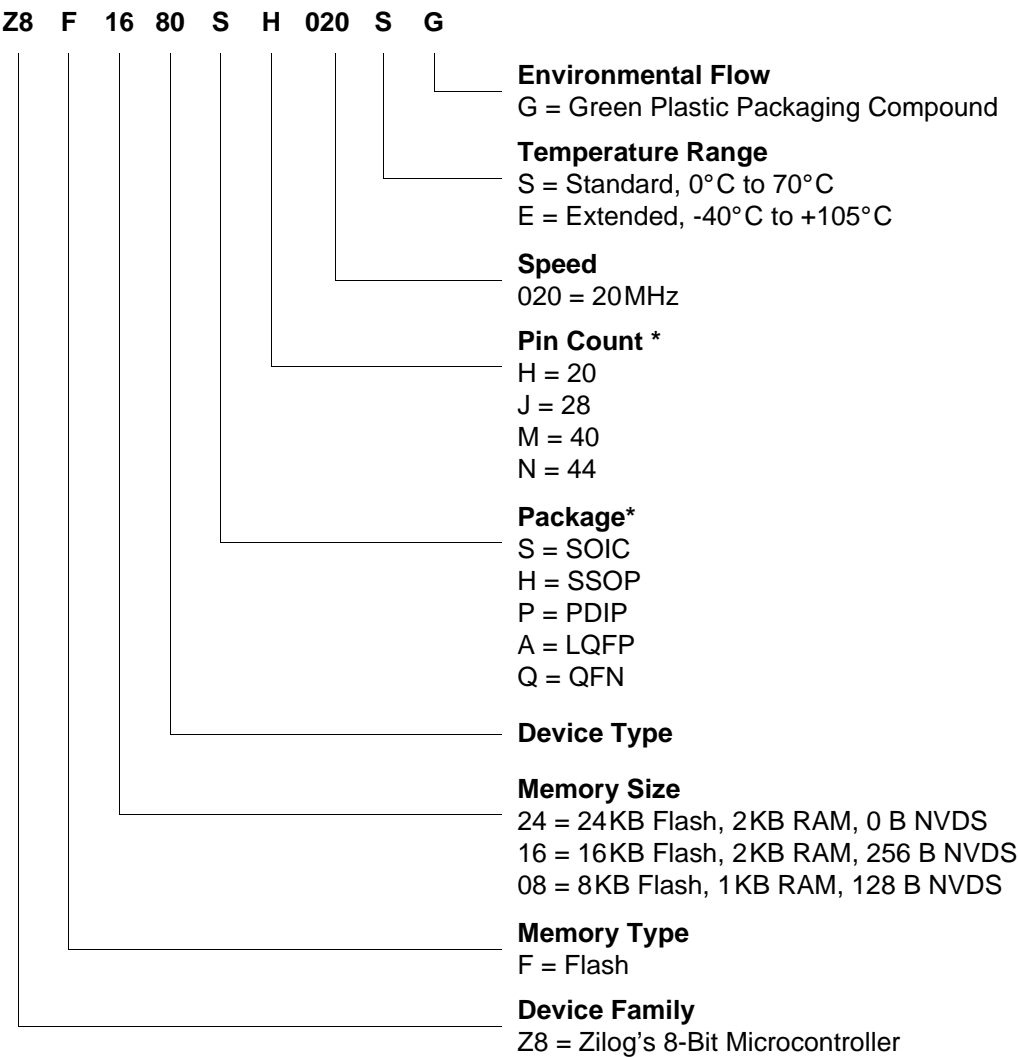 Z8 F 16 80 S H 020 S G
Environmental Flow
G = Green Plastic Packaging Compound
Temperature Range
S = Standard, 0°C to 70°C
E = Extended, -40°C to +105°C
Speed
020 = 20MHz
Pin Count *
H = 20
J = 28
M = 40
N = 44
Package*
S = SOIC
H = SSOP
P = PDIP
A = LQFP
Q = QFN
Device Type
Memory Size
24 = 24KB Flash, 2KB RAM, 0 B NVDS
16 = 16KB Flash, 2KB RAM, 256 B NVDS
08 = 8KB Flash, 1KB RAM, 128 B NVDS
Memory Type
F = Flash
Device Family
Z8 = Zilog's 8-Bit Microcontroller